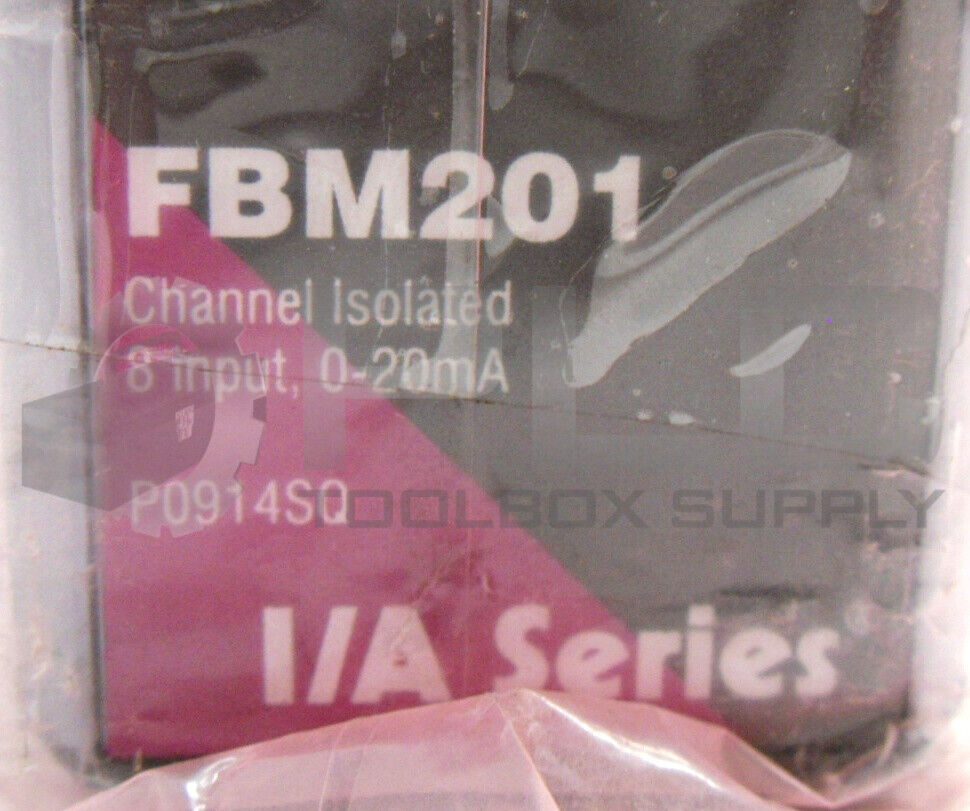 FBM201
Channel Isolated
8 Input, 0-20mA
P0914SQ
TOOLBOX SUPPLY
I/A Series